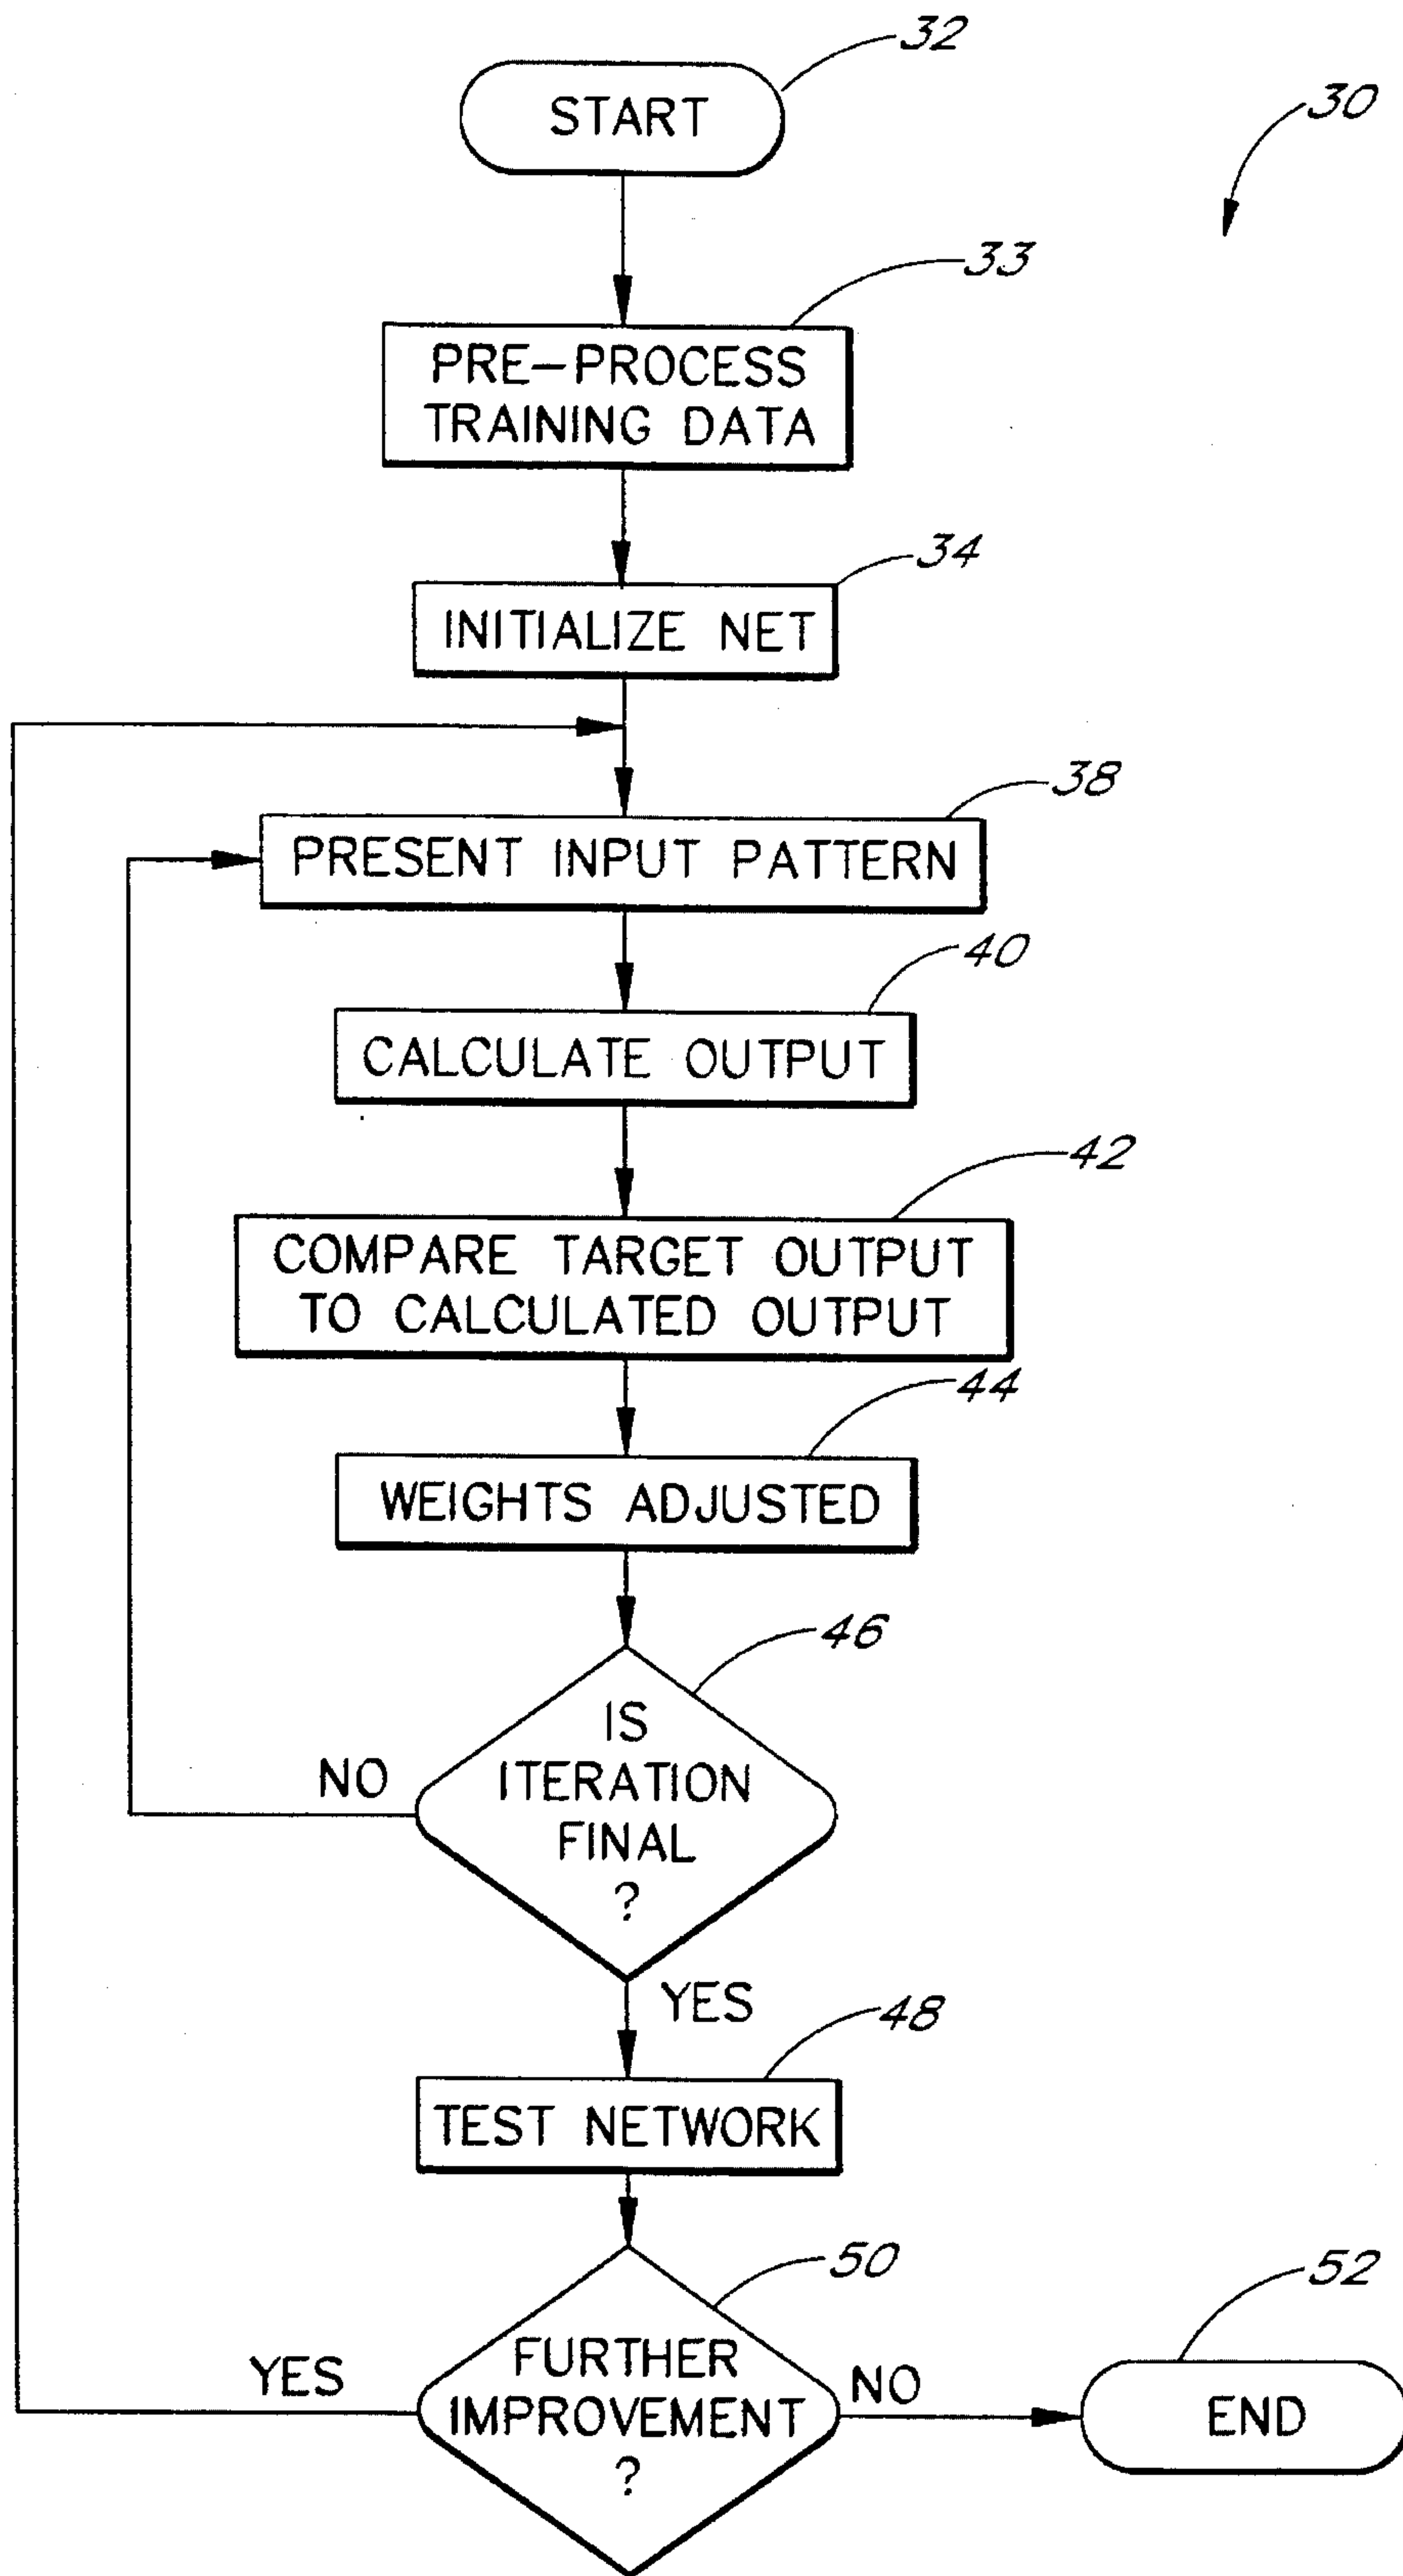 32
START
30
33
PRE-PROCESS
TRAINING DATA
34
INITIALIZE NET
38
PRESENT INPUT PATTERN
40
CALCULATE OUTPUT
42
COMPARE TARGET OUTPUT
TO CALCULATED OUTPUT
44
WEIGHTS ADJUSTED
46
IS
ITERATION
FINAL
?
NO
YES
48
TEST NETWORK
50
FURTHER
IMPROVEMENT
?
YES
NO
52
END